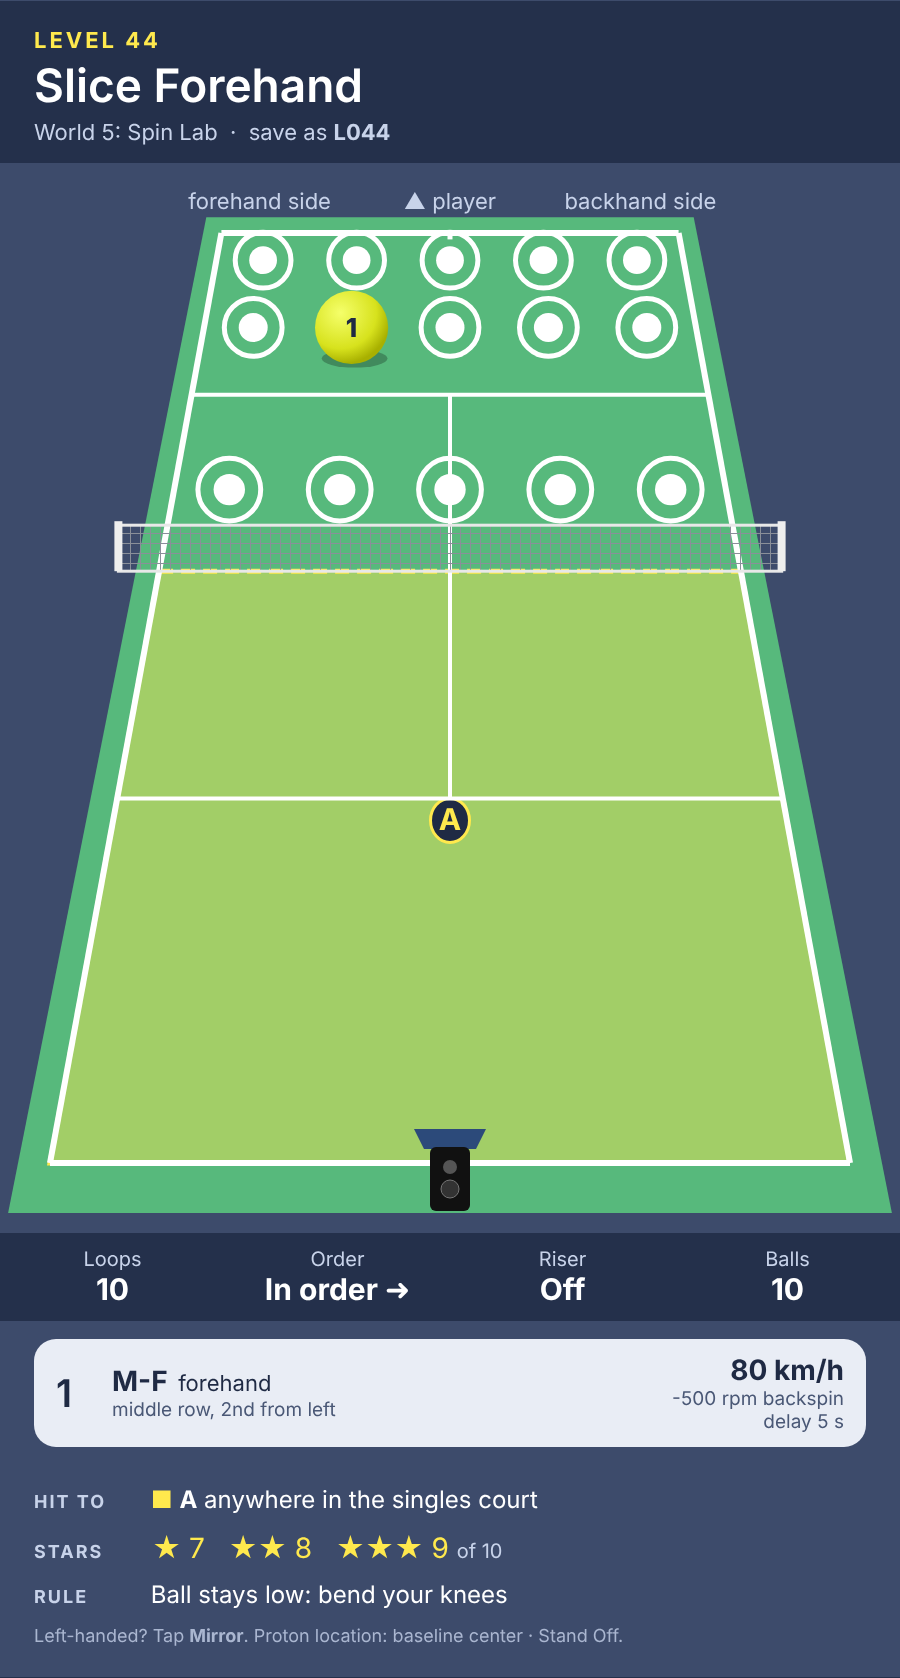 LEVEL 44
Slice Forehand
World 5: Spin Lab · save as L044
forehand side ▲ player backhand side
1
A
Loops Order Riser Balls
10 In order → Off 10
1 M-F forehand 80 km/h
middle row, 2nd from left -500 rpm backspin
delay 5 s
HIT TO ■ A anywhere in the singles court
STARS ★ 7 ★★ 8 ★★★ 9 of 10
RULE Ball stays low: bend your knees
Left-handed? Tap Mirror. Proton location: baseline center · Stand Off.